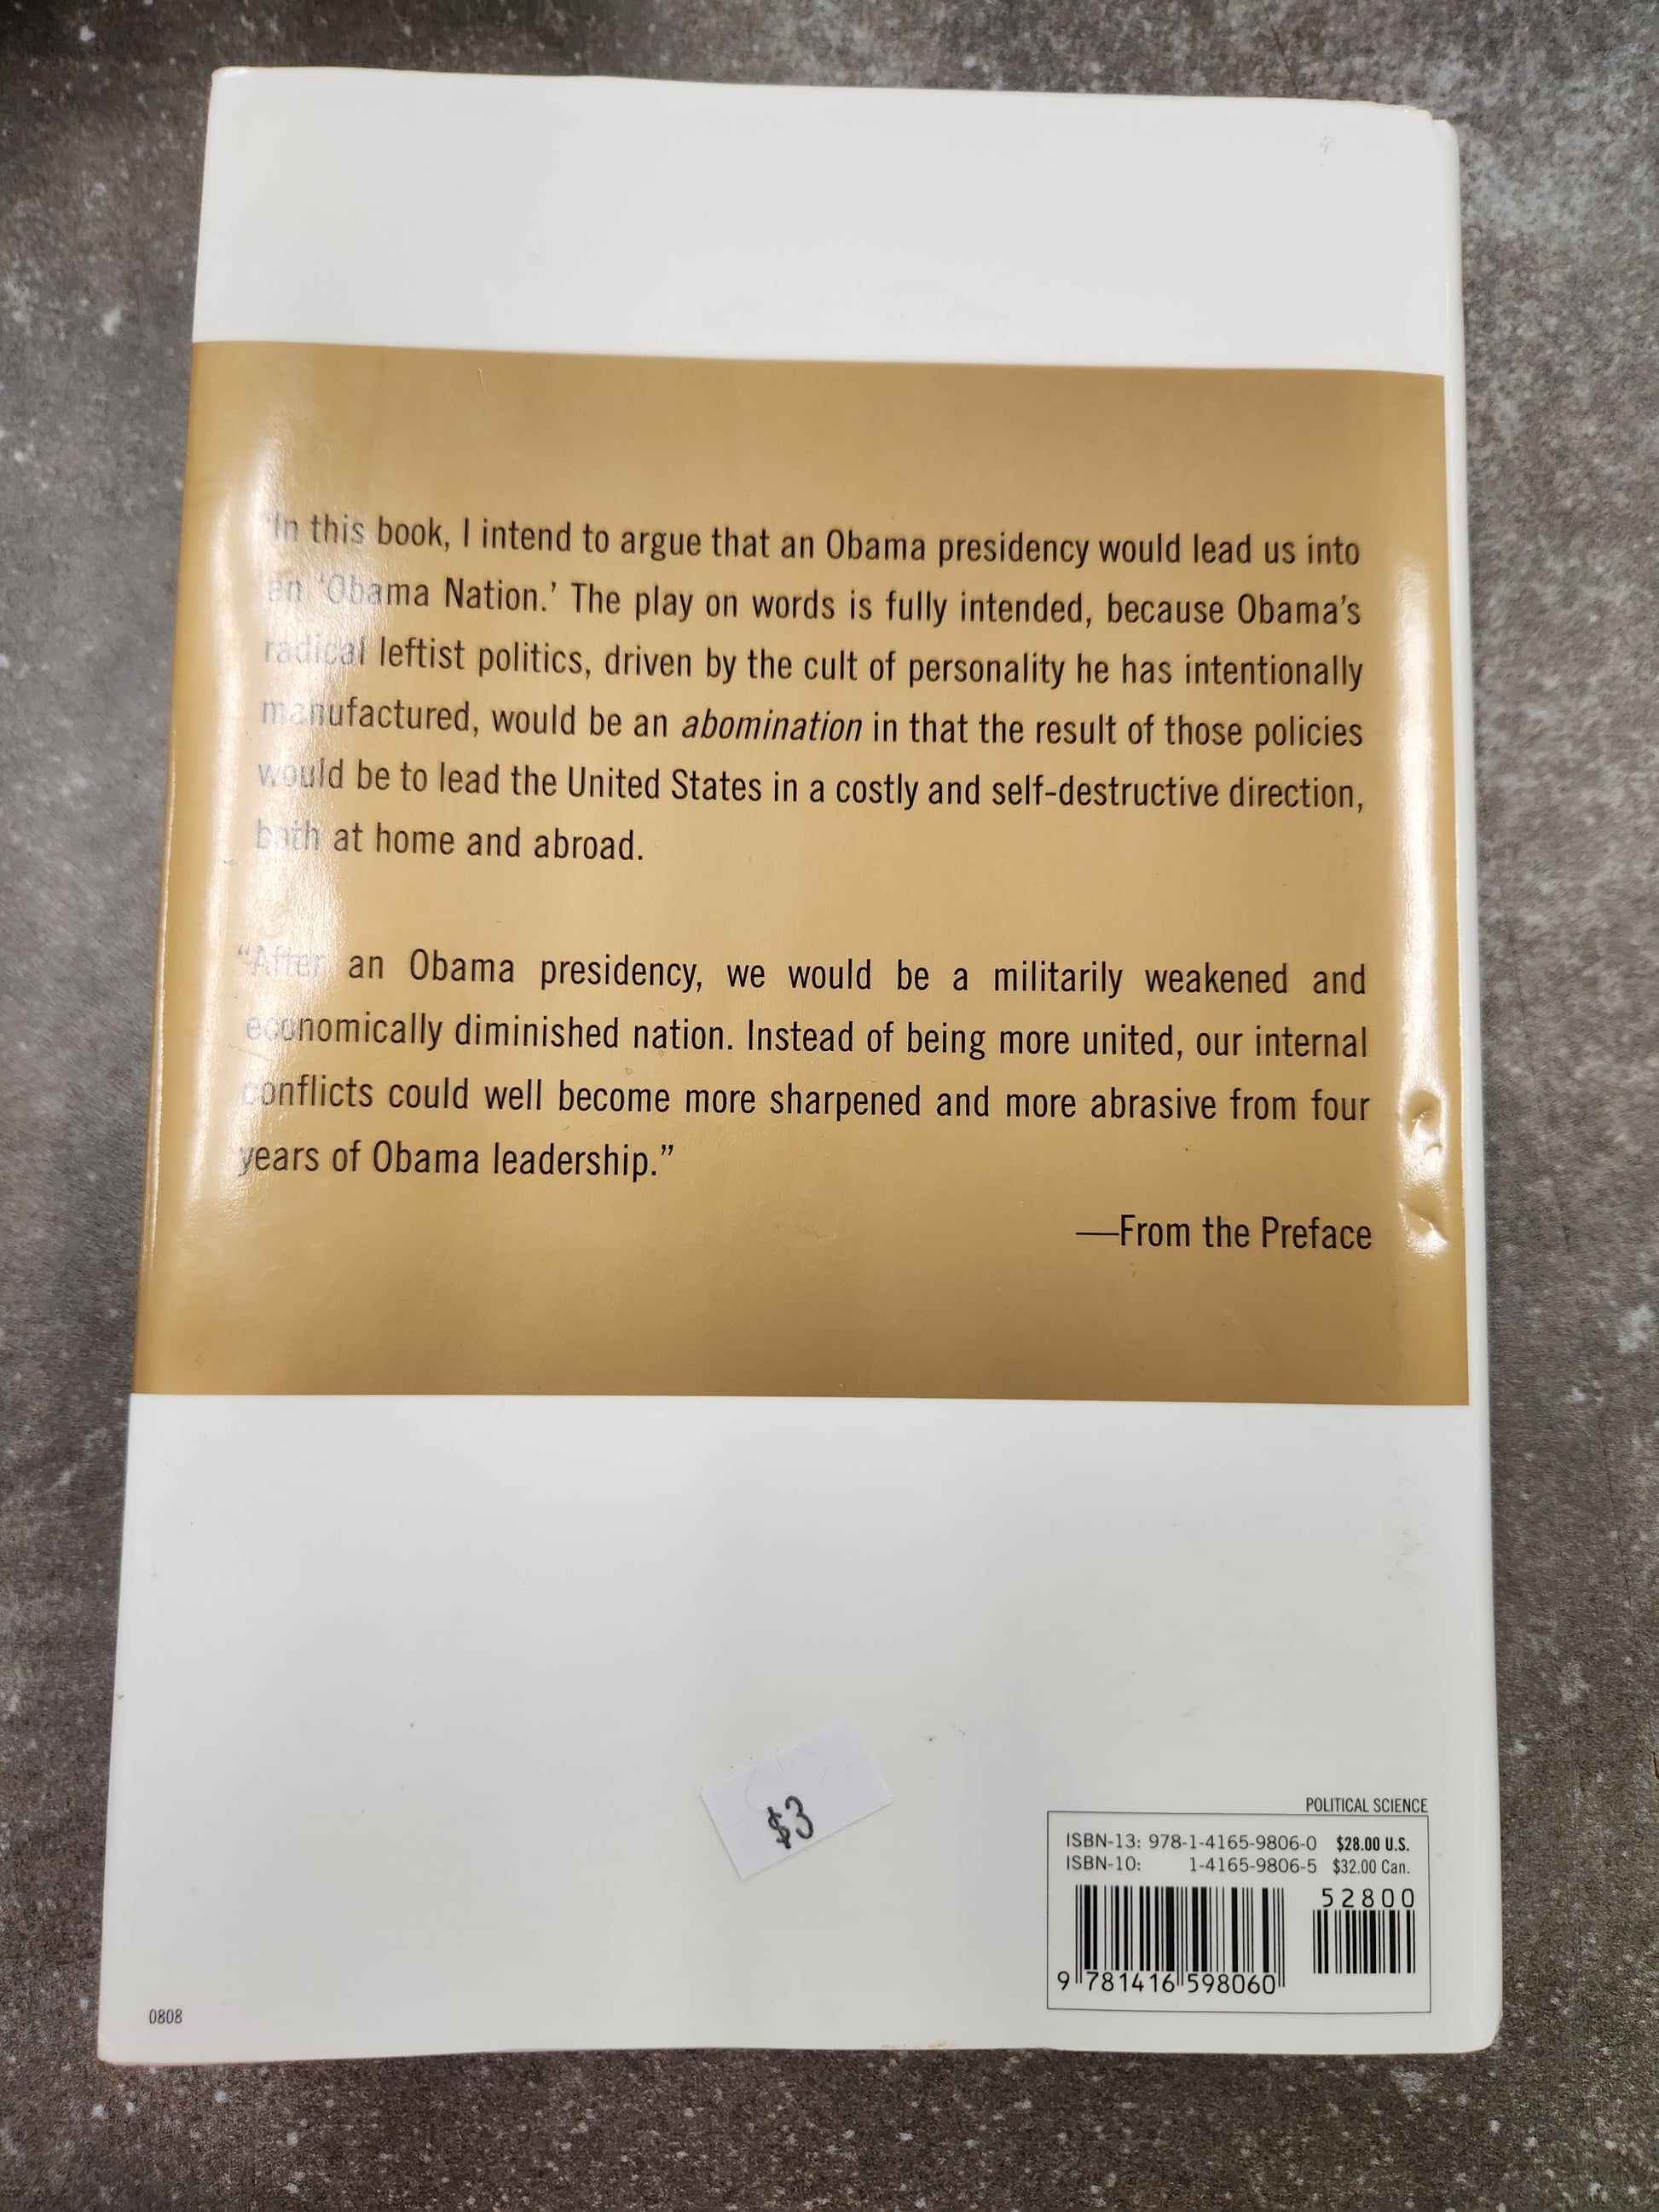 “In this book, I intend to argue that an Obama presidency would lead us into
an ‘Obama Nation.’ The play on words is fully intended, because Obama’s
radical leftist politics, driven by the cult of personality he has intentionally
manufactured, would be an abomination in that the result of those policies
would be to lead the United States in a costly and self-destructive direction,
both at home and abroad.
“After an Obama presidency, we would be a militarily weakened and
economically diminished nation. Instead of being more united, our internal
conflicts could well become more sharpened and more abrasive from four
years of Obama leadership.”
—From the Preface
$3
POLITICAL SCIENCE
ISBN-13: 978-1-4165-9806-0 $28.00 U.S.
ISBN-10: 1-4165-9806-5 $32.00 Can.
52800
9 781416 598060
0808